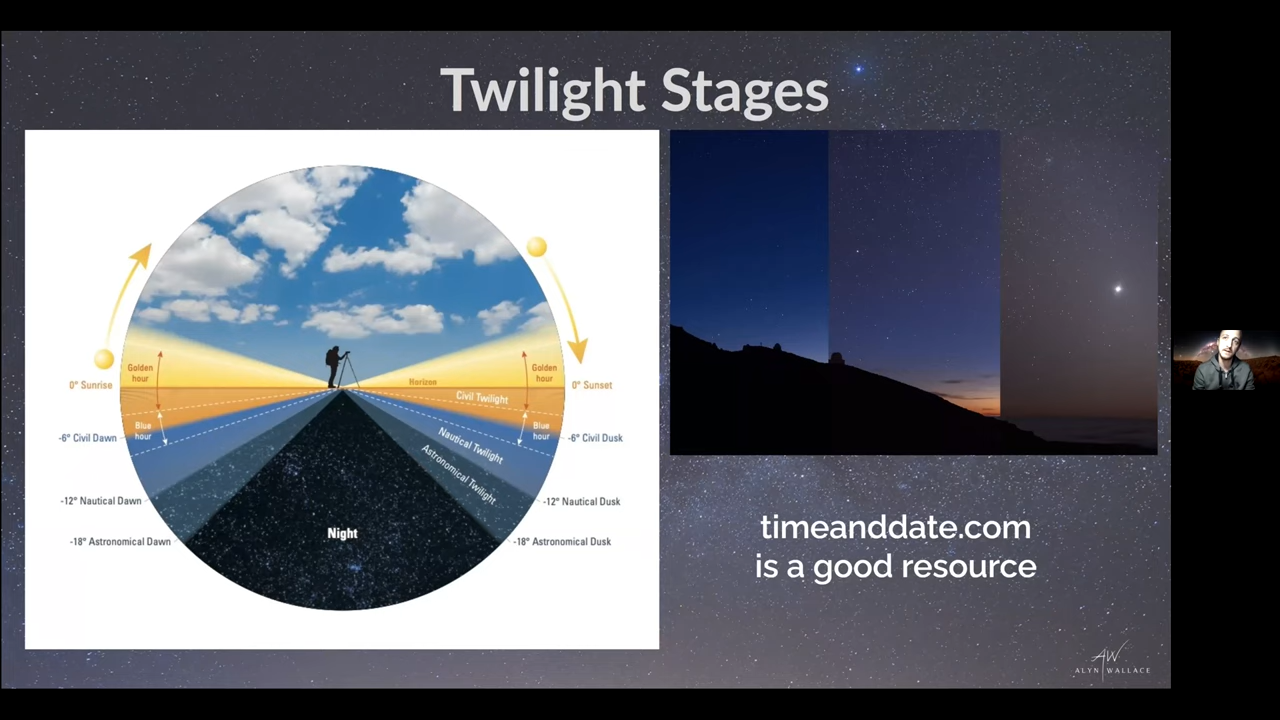 Twilight Stages
Golden
hour
0° Sunrise
Blue
hour
-6° Civil Dawn
-12° Nautical Dawn
-18° Astronomical Dawn
Horizon
Civil Twilight
Nautical Twilight
Astronomical Twilight
Night
Golden
hour
0° Sunset
Blue
hour
-6° Civil Dusk
-12° Nautical Dusk
-18° Astronomical Dusk
timeanddate.com
is a good resource
AW
ALYN WALLACE